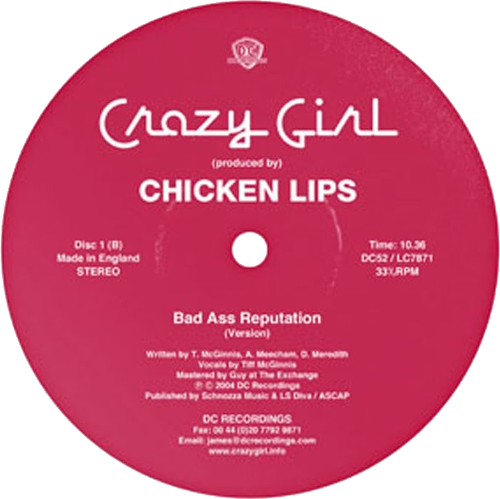 DC
Crazy Girl
(produced by)
CHICKEN LIPS
Disc 1 (B)
Made in England
STEREO
Time: 10.36
DC52 / LC7871
33⅓RPM
Bad Ass Reputation
(Version)
Written by T. McGinnis, A. Meecham, D. Meredith
Vocals by Tiff McGinnis
Mastered by Guy at The Exchange
℗ © 2004 DC Recordings
Published by Schnozza Music & LS Diva / ASCAP
DC RECORDINGS
Fax: 00 44 (0)20 7792 9871
Email: james@dcrecordings.com
www.crazygirl.info